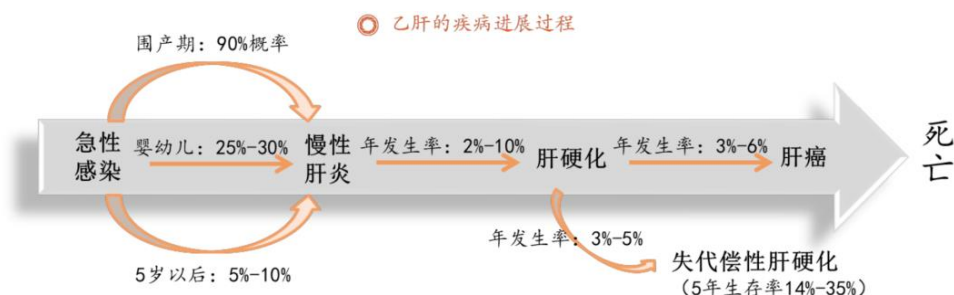 乙肝的疾病进展过程
围产期：90%概率
急性
感染
婴幼儿：25%-30%
慢性
肝炎
年发生率：2%-10%
肝硬化
年发生率：3%-6%
肝癌
死
亡
年发生率：3%-5%
5岁以后：5%-10%
失代偿性肝硬化
（5年生存率14%-35%）